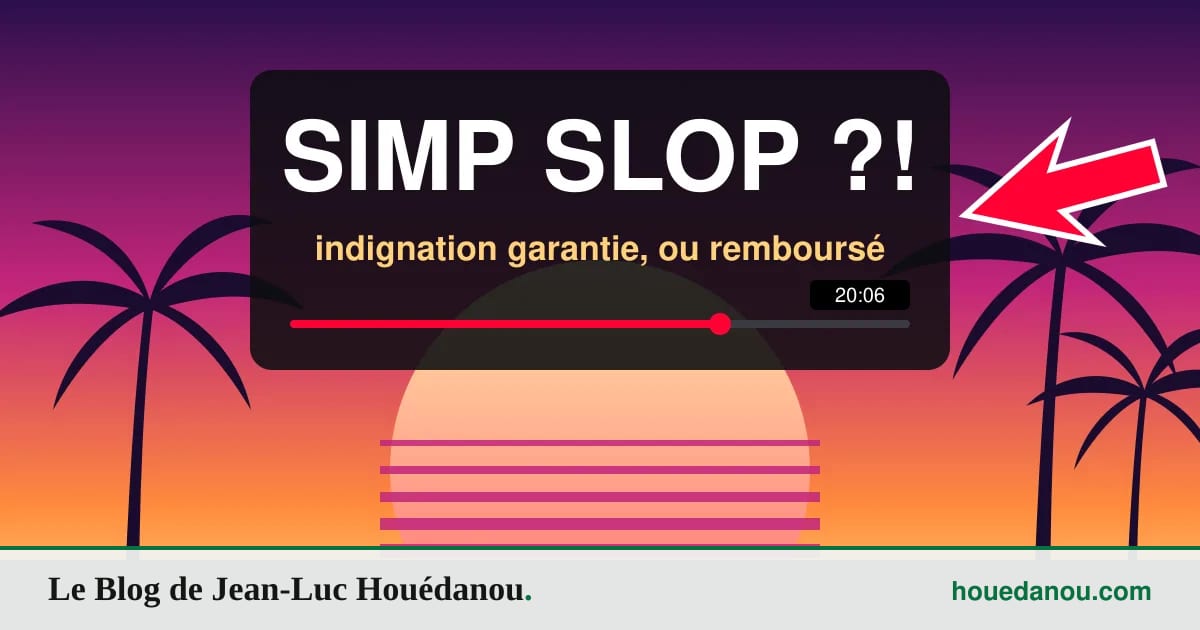 SIMP SLOP ?!
indignation garantie, ou remboursé
20:06
Le Blog de Jean-Luc Houédanou.
houedanou.com